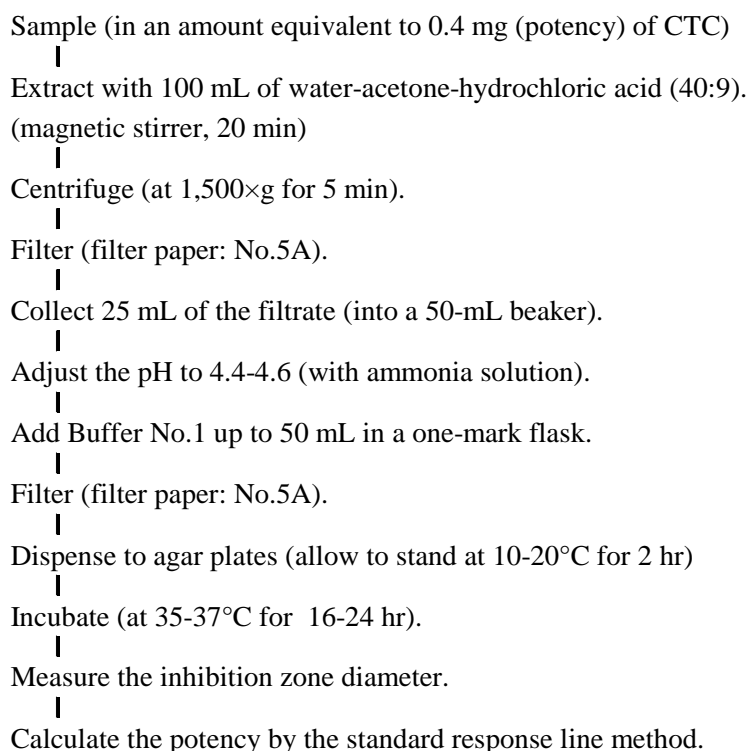 Sample (in an amount equivalent to 0.4 mg (potency) of CTC)
Extract with 100 mL of water-acetone-hydrochloric acid (40:9).
(magnetic stirrer, 20 min)
Centrifuge (at 1,500×g for 5 min).
Filter (filter paper: No.5A).
Collect 25 mL of the filtrate (into a 50-mL beaker).
Adjust the pH to 4.4-4.6 (with ammonia solution).
Add Buffer No.1 up to 50 mL in a one-mark flask.
Filter (filter paper: No.5A).
Dispense to agar plates (allow to stand at 10-20°C for 2 hr)
Incubate (at 35-37°C for 16-24 hr).
Measure the inhibition zone diameter.
Calculate the potency by the standard response line method.